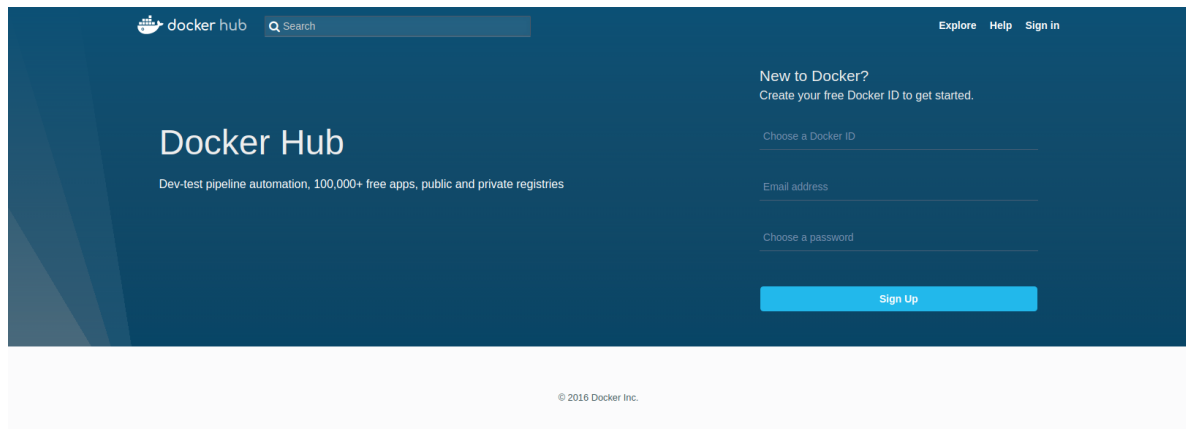 docker hub Search Explore Help Sign in
New to Docker?
Create your free Docker ID to get started.
Choose a Docker ID
Docker Hub
Dev-test pipeline automation, 100,000+ free apps, public and private registries
Email address
Choose a password
Sign Up
© 2016 Docker Inc.